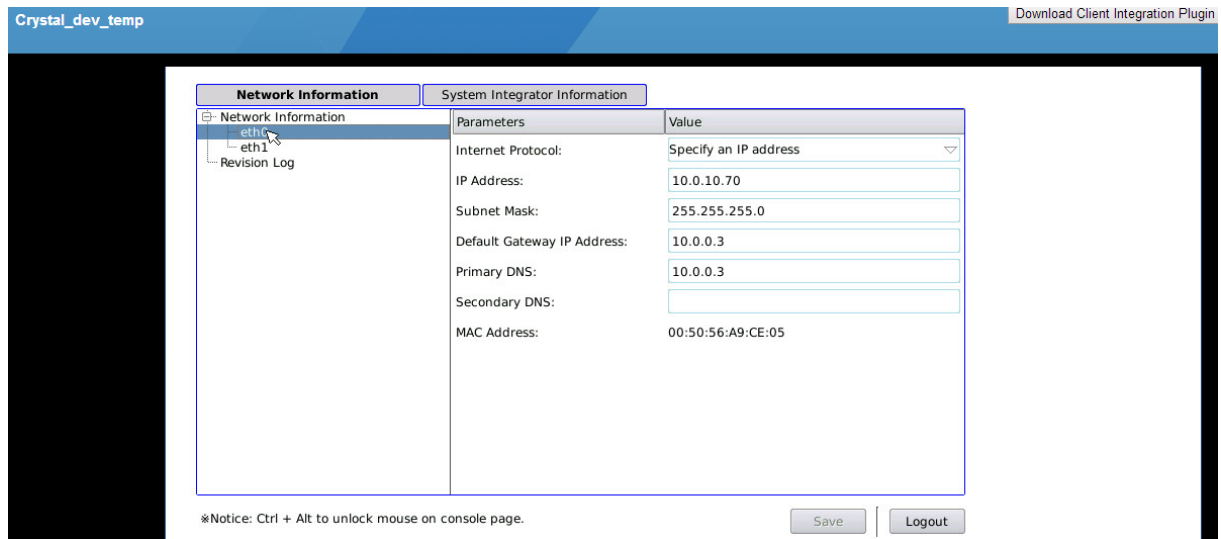 Crystal_dev_temp
Download Client Integration Plugin
Network Information
System Integrator Information
Network Information
eth0
eth1
Revision Log
Parameters Value
Internet Protocol: Specify an IP address
IP Address: 10.0.10.70
Subnet Mask: 255.255.255.0
Default Gateway IP Address: 10.0.0.3
Primary DNS: 10.0.0.3
Secondary DNS:
MAC Address: 00:50:56:A9:CE:05
※Notice: Ctrl + Alt to unlock mouse on console page.
Save
Logout